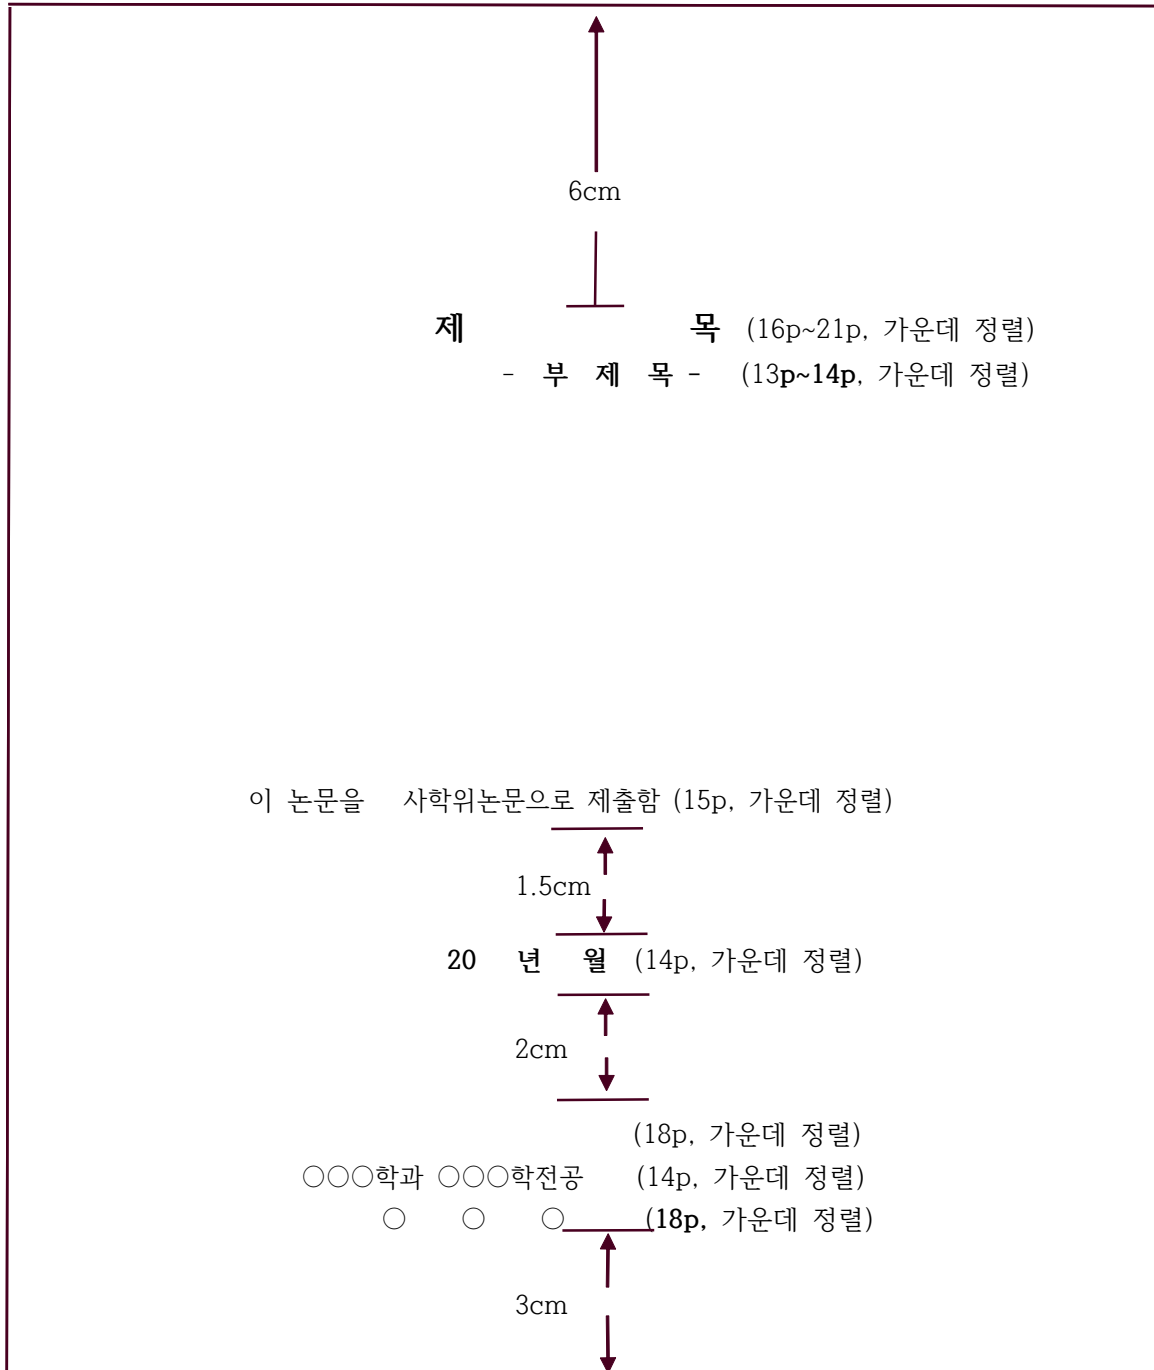 6cm
제 목 (16p~21p, 가운데 정렬)
- 부 제 목 - (13p~14p, 가운데 정렬)
이 논문을 사학위논문으로 제출함 (15p, 가운데 정렬)
1.5cm
20 년 월 (14p, 가운데 정렬)
2cm
(18p, 가운데 정렬)
○○○학과 ○○○학전공 (14p, 가운데 정렬)
○ ○ ○ (18p, 가운데 정렬)
3cm